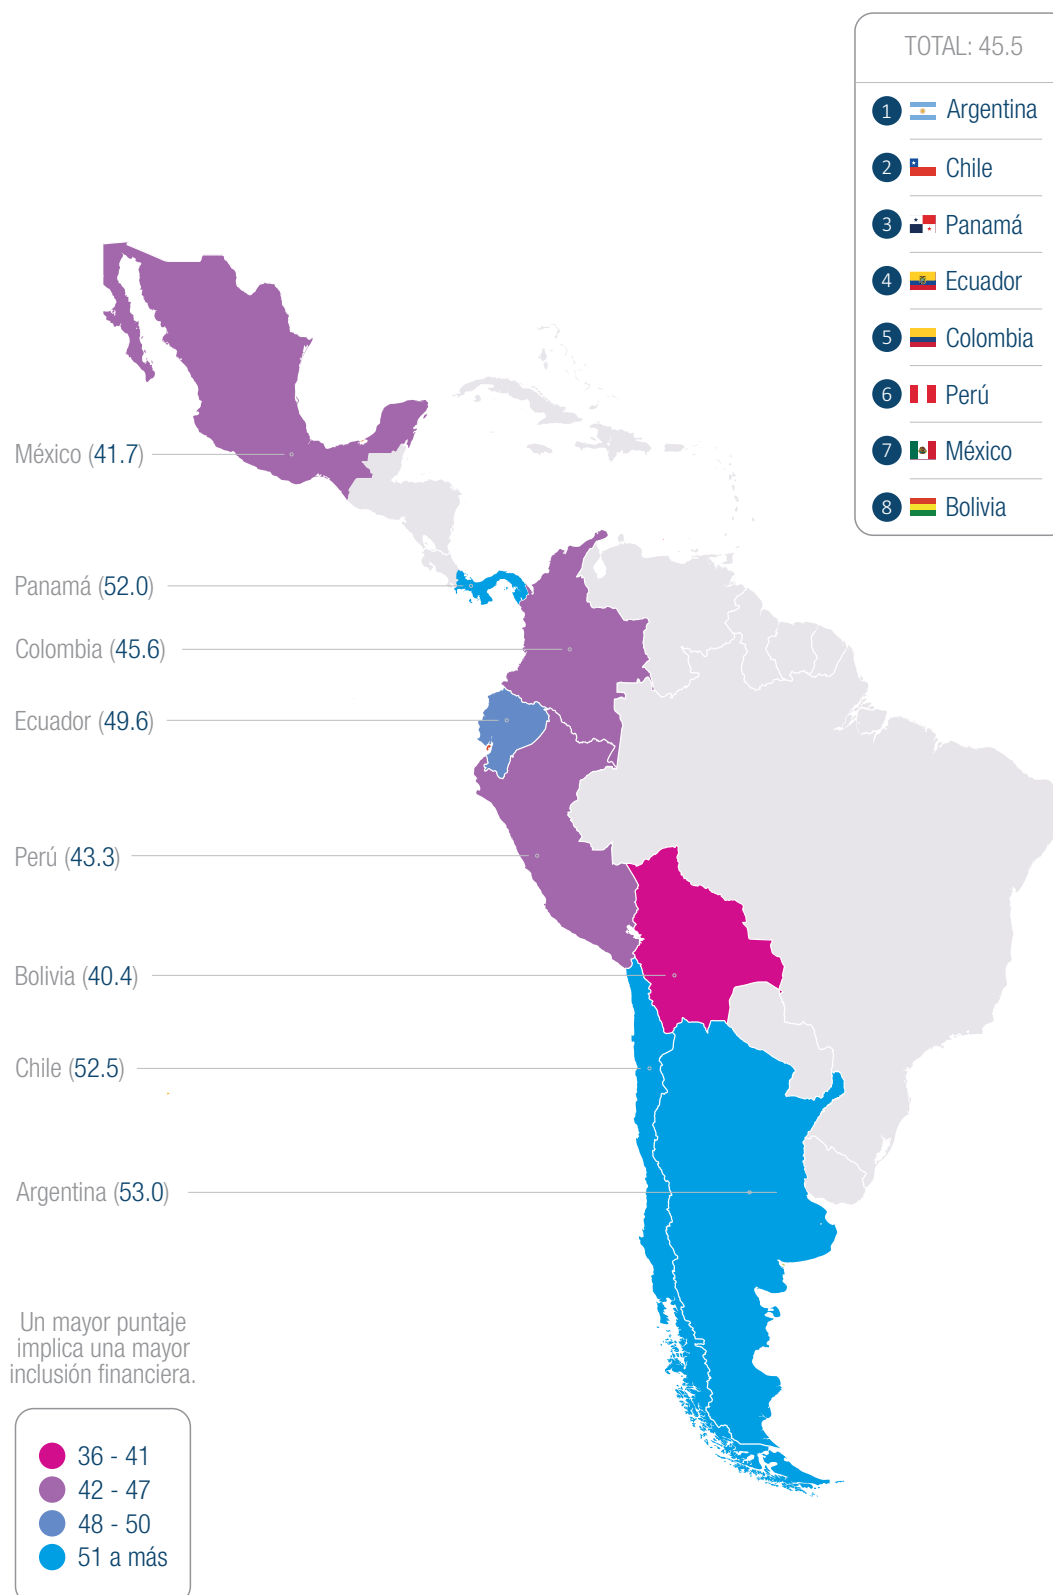 TOTAL: 45.5
1 Argentina
2 Chile
3 Panamá
4 Ecuador
5 Colombia
6 Perú
7 México
8 Bolivia
México (41.7)
Panamá (52.0)
Colombia (45.6)
Ecuador (49.6)
Perú (43.3)
Bolivia (40.4)
Chile (52.5)
Argentina (53.0)
Un mayor puntaje
implica una mayor
inclusión financiera.
36 - 41
42 - 47
48 - 50
51 a más